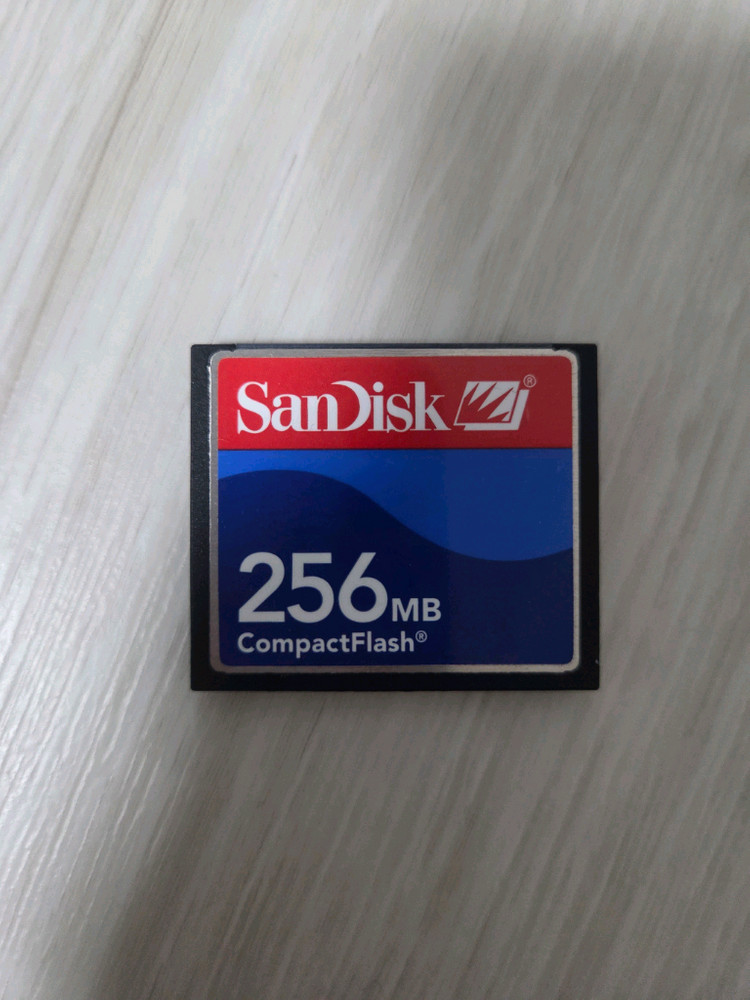 SanDisk ®
256MB
CompactFlash®